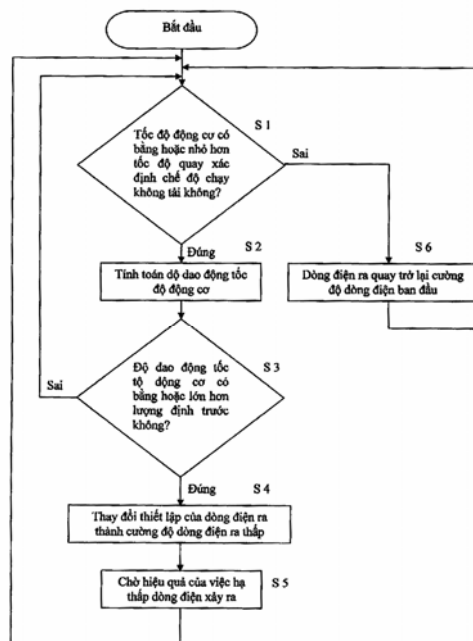 Bắt đầu
S 1
Tốc độ động cơ có
bằng hoặc nhỏ hơn
tốc độ quay xác
định chế độ chạy
không tải không?
Sai
Đúng
S 2
Tính toán dộ dao động tốc
độ động cơ
S 6
Dòng điện ra quay trở lại cường
độ dòng điện ban đầu
S 3
Độ dao động tốc
tộ động cơ có
bằng hoặc lớn hơn
lượng định trước
không?
Sai
Đúng
S 4
Thay đổi thiết lập của dòng điện ra
thành cường độ dòng điện ra thấp
S 5
Chờ hiệu quả của việc hạ
thấp dòng điện xảy ra